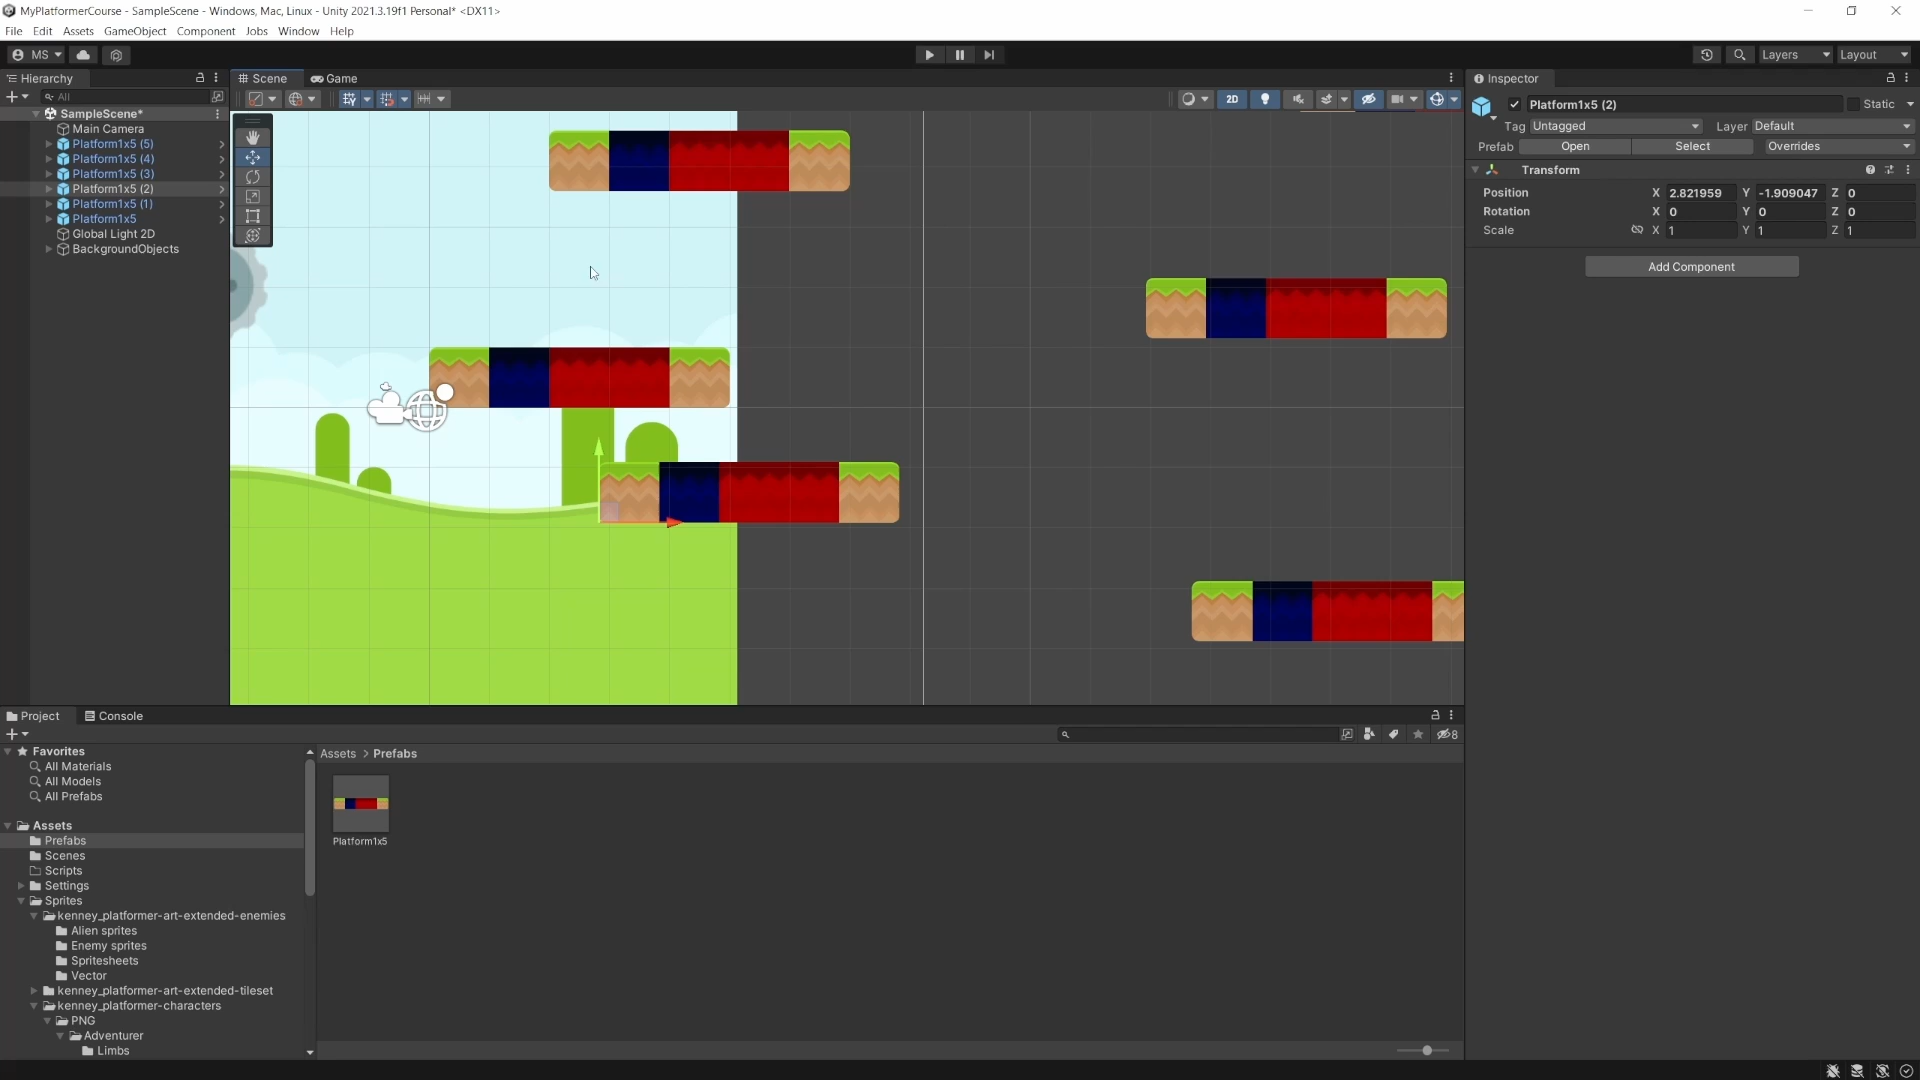 MyPlatformerCourse - SampleScene - Windows, Mac, Linux - Unity 2021.3.19f1 Personal* <DX11>
File Edit Assets GameObject Component Jobs Window Help
MS Layers Layout
Hierarchy
All
SampleScene*
Main Camera
Platform1x5 (5)
Platform1x5 (4)
Platform1x5 (3)
Platform1x5 (2)
Platform1x5 (1)
Platform1x5
Global Light 2D
BackgroundObjects
Scene Game
2D
Inspector
Platform1x5 (2) Static
Tag Untagged Layer Default
Prefab Open Select Overrides
Transform
Position X 2.821959 Y -1.909047 Z 0
Rotation X 0 Y 0 Z 0
Scale X 1 Y 1 Z 1
Add Component
Project Console
8
Favorites
All Materials
All Models
All Prefabs
Assets
Prefabs
Scenes
Scripts
Settings
Sprites
kenney_platformer-art-extended-enemies
Alien sprites
Enemy sprites
Spritesheets
Vector
kenney_platformer-art-extended-tileset
kenney_platformer-characters
PNG
Adventurer
Limbs
Assets > Prefabs
Platform1x5